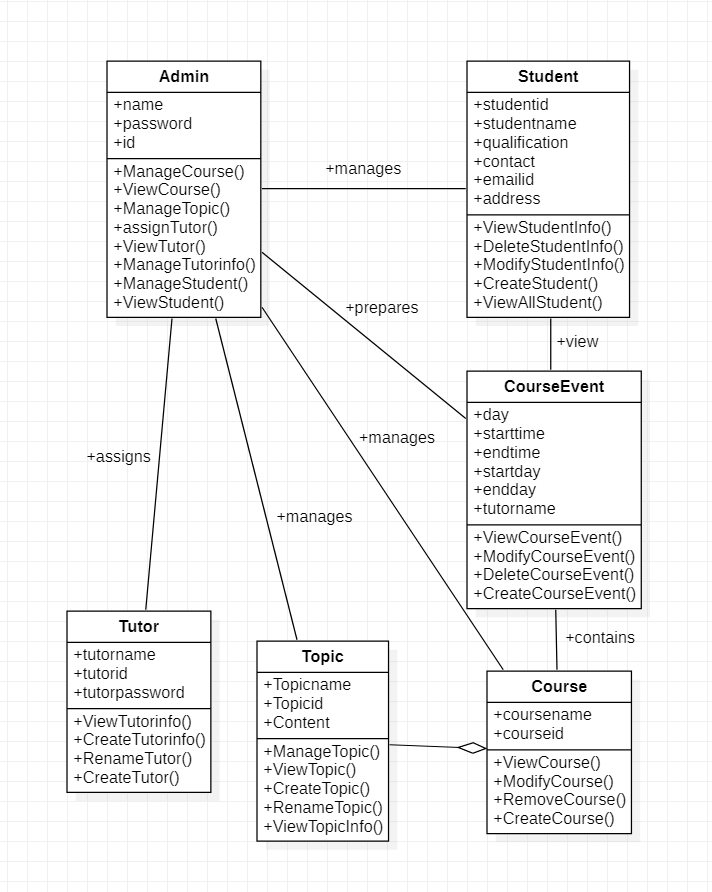 Admin
+name
+password
+id
+ManageCourse()
+ViewCourse()
+ManageTopic()
+assignTutor()
+ViewTutor()
+ManageTutorinfo()
+ManageStudent()
+ViewStudent()
+manages
Student
+studentid
+studentname
+qualification
+contact
+emailid
+address
+ViewStudentInfo()
+DeleteStudentInfo()
+ModifyStudentInfo()
+CreateStudent()
+ViewAllStudent()
+prepares
+view
CourseEvent
+day
+starttime
+endtime
+startday
+endday
+tutorname
+ViewCourseEvent()
+ModifyCourseEvent()
+DeleteCourseEvent()
+CreateCourseEvent()
+manages
+assigns
+manages
+contains
Tutor
+tutorname
+tutorid
+tutorpassword
+ViewTutorinfo()
+CreateTutorinfo()
+RenameTutor()
+CreateTutor()
Topic
+Topicname
+Topicid
+Content
+ManageTopic()
+ViewTopic()
+CreateTopic()
+RenameTopic()
+ViewTopicInfo()
Course
+coursename
+courseid
+ViewCourse()
+ModifyCourse()
+RemoveCourse()
+CreateCourse()